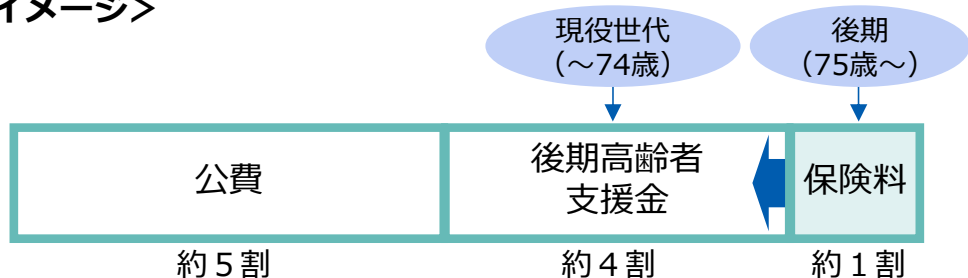 イメージ＞
現役世代
（～74歳）
後期
（75歳～）
公費
後期高齢者
支援金
保険料
約５割
約４割
約１割